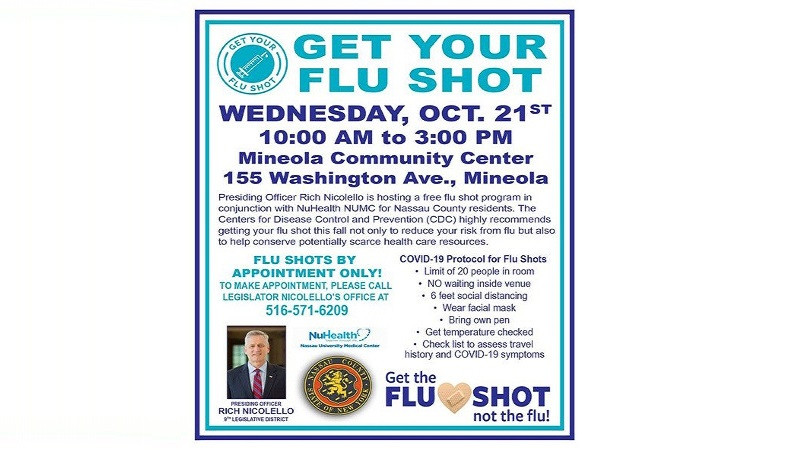 GET YOUR
FLU SHOT
GET YOUR
FLU SHOT
WEDNESDAY, OCT. 21ST
10:00 AM to 3:00 PM
Mineola Community Center
155 Washington Ave., Mineola
Presiding Officer Rich Nicolello is hosting a free flu shot program in
conjunction with NuHealth NUMC for Nassau County residents. The
Centers for Disease Control and Prevention (CDC) highly recommends
getting your flu shot this fall not only to reduce your risk from flu but also
to help conserve potentially scarce health care resources.
FLU SHOTS BY
APPOINTMENT ONLY!
TO MAKE APPOINTMENT, PLEASE CALL
LEGISLATOR NICOLELLO'S OFFICE AT
516-571-6209
COVID-19 Protocol for Flu Shots
• Limit of 20 people in room
• NO waiting inside venue
• 6 feet social distancing
• Wear facial mask
• Bring own pen
• Get temperature checked
• Check list to assess travel
history and COVID-19 symptoms
NuHealth
Nassau University Medical Center
NASSAU COUNTY
STATE OF NEW YORK
PRESIDING OFFICER
RICH NICOLELLO
9TH LEGISLATIVE DISTRICT
Get the
FLU SHOT
not the flu!